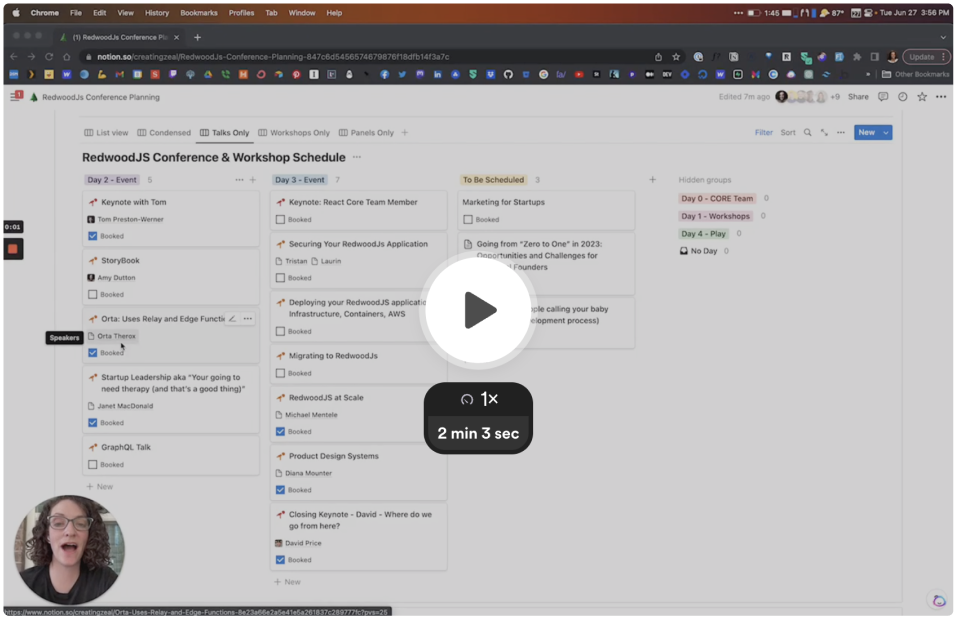 Chrome File Edit View History Bookmarks Profiles Tab Window Help
1:45
87°
Tue Jun 27 3:56 PM
(1) RedwoodJs Conference Pla
notion.so/creatingzeal/RedwoodJs-Conference-Planning-847c6d5456574679876f18dfb14f3a7c
Update
Other Bookmarks
1
RedwoodJs Conference Planning
Edited 7m ago
+9
Share
List view
Condensed
Talks Only
Workshops Only
Panels Only
Filter
Sort
New
RedwoodJS Conference & Workshop Schedule
Day 2 - Event 5
Keynote with Tom
Tom Preston-Werner
Booked
StoryBook
Amy Dutton
Booked
Orta: Uses Relay and Edge Functi
Orta Therox
Speakers
Booked
Startup Leadership aka "Your going to
need therapy (and that's a good thing)"
Janet MacDonald
Booked
GraphQL Talk
Booked
New
Day 3 - Event 7
Keynote: React Core Team Member
Booked
Securing Your RedwoodJs Application
Tristan Laurin
Booked
Deploying your RedwoodJS applicatio
Infrastructure, Containers, AWS
Booked
Migrating to RedwoodJs
Booked
RedwoodJS at Scale
Michael Mentele
Booked
Product Design Systems
Diana Mounter
Booked
Closing Keynote - David - Where do we
go from here?
David Price
Booked
New
To Be Scheduled 3
Marketing for Startups
Booked
Going from "Zero to One" in 2023:
Opportunities and Challenges for
Founders
ple calling your baby
elopment process)
Hidden groups
Day 0 - CORE Team 0
Day 1 - Workshops 0
Day 4 - Play 0
No Day 0
0:01
1×
2 min 3 sec
https://www.notion.so/creatingzeal/Orta-Uses-Relay-and-Edge-Functions-8e23a66e2a5e41e5a261837c289777fc?pvs=25